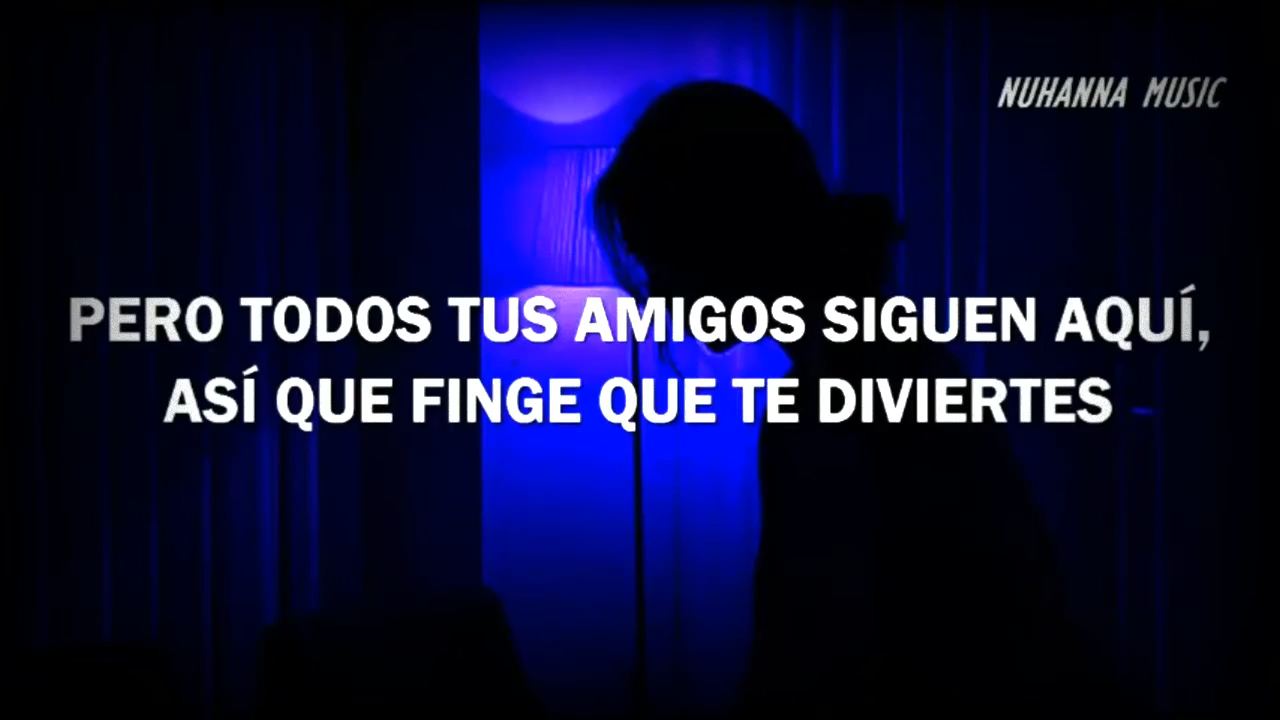 NUHANNA MUSIC
PERO TODOS TUS AMIGOS SIGUEN AQUÍ,
ASÍ QUE FINGE QUE TE DIVIERTES